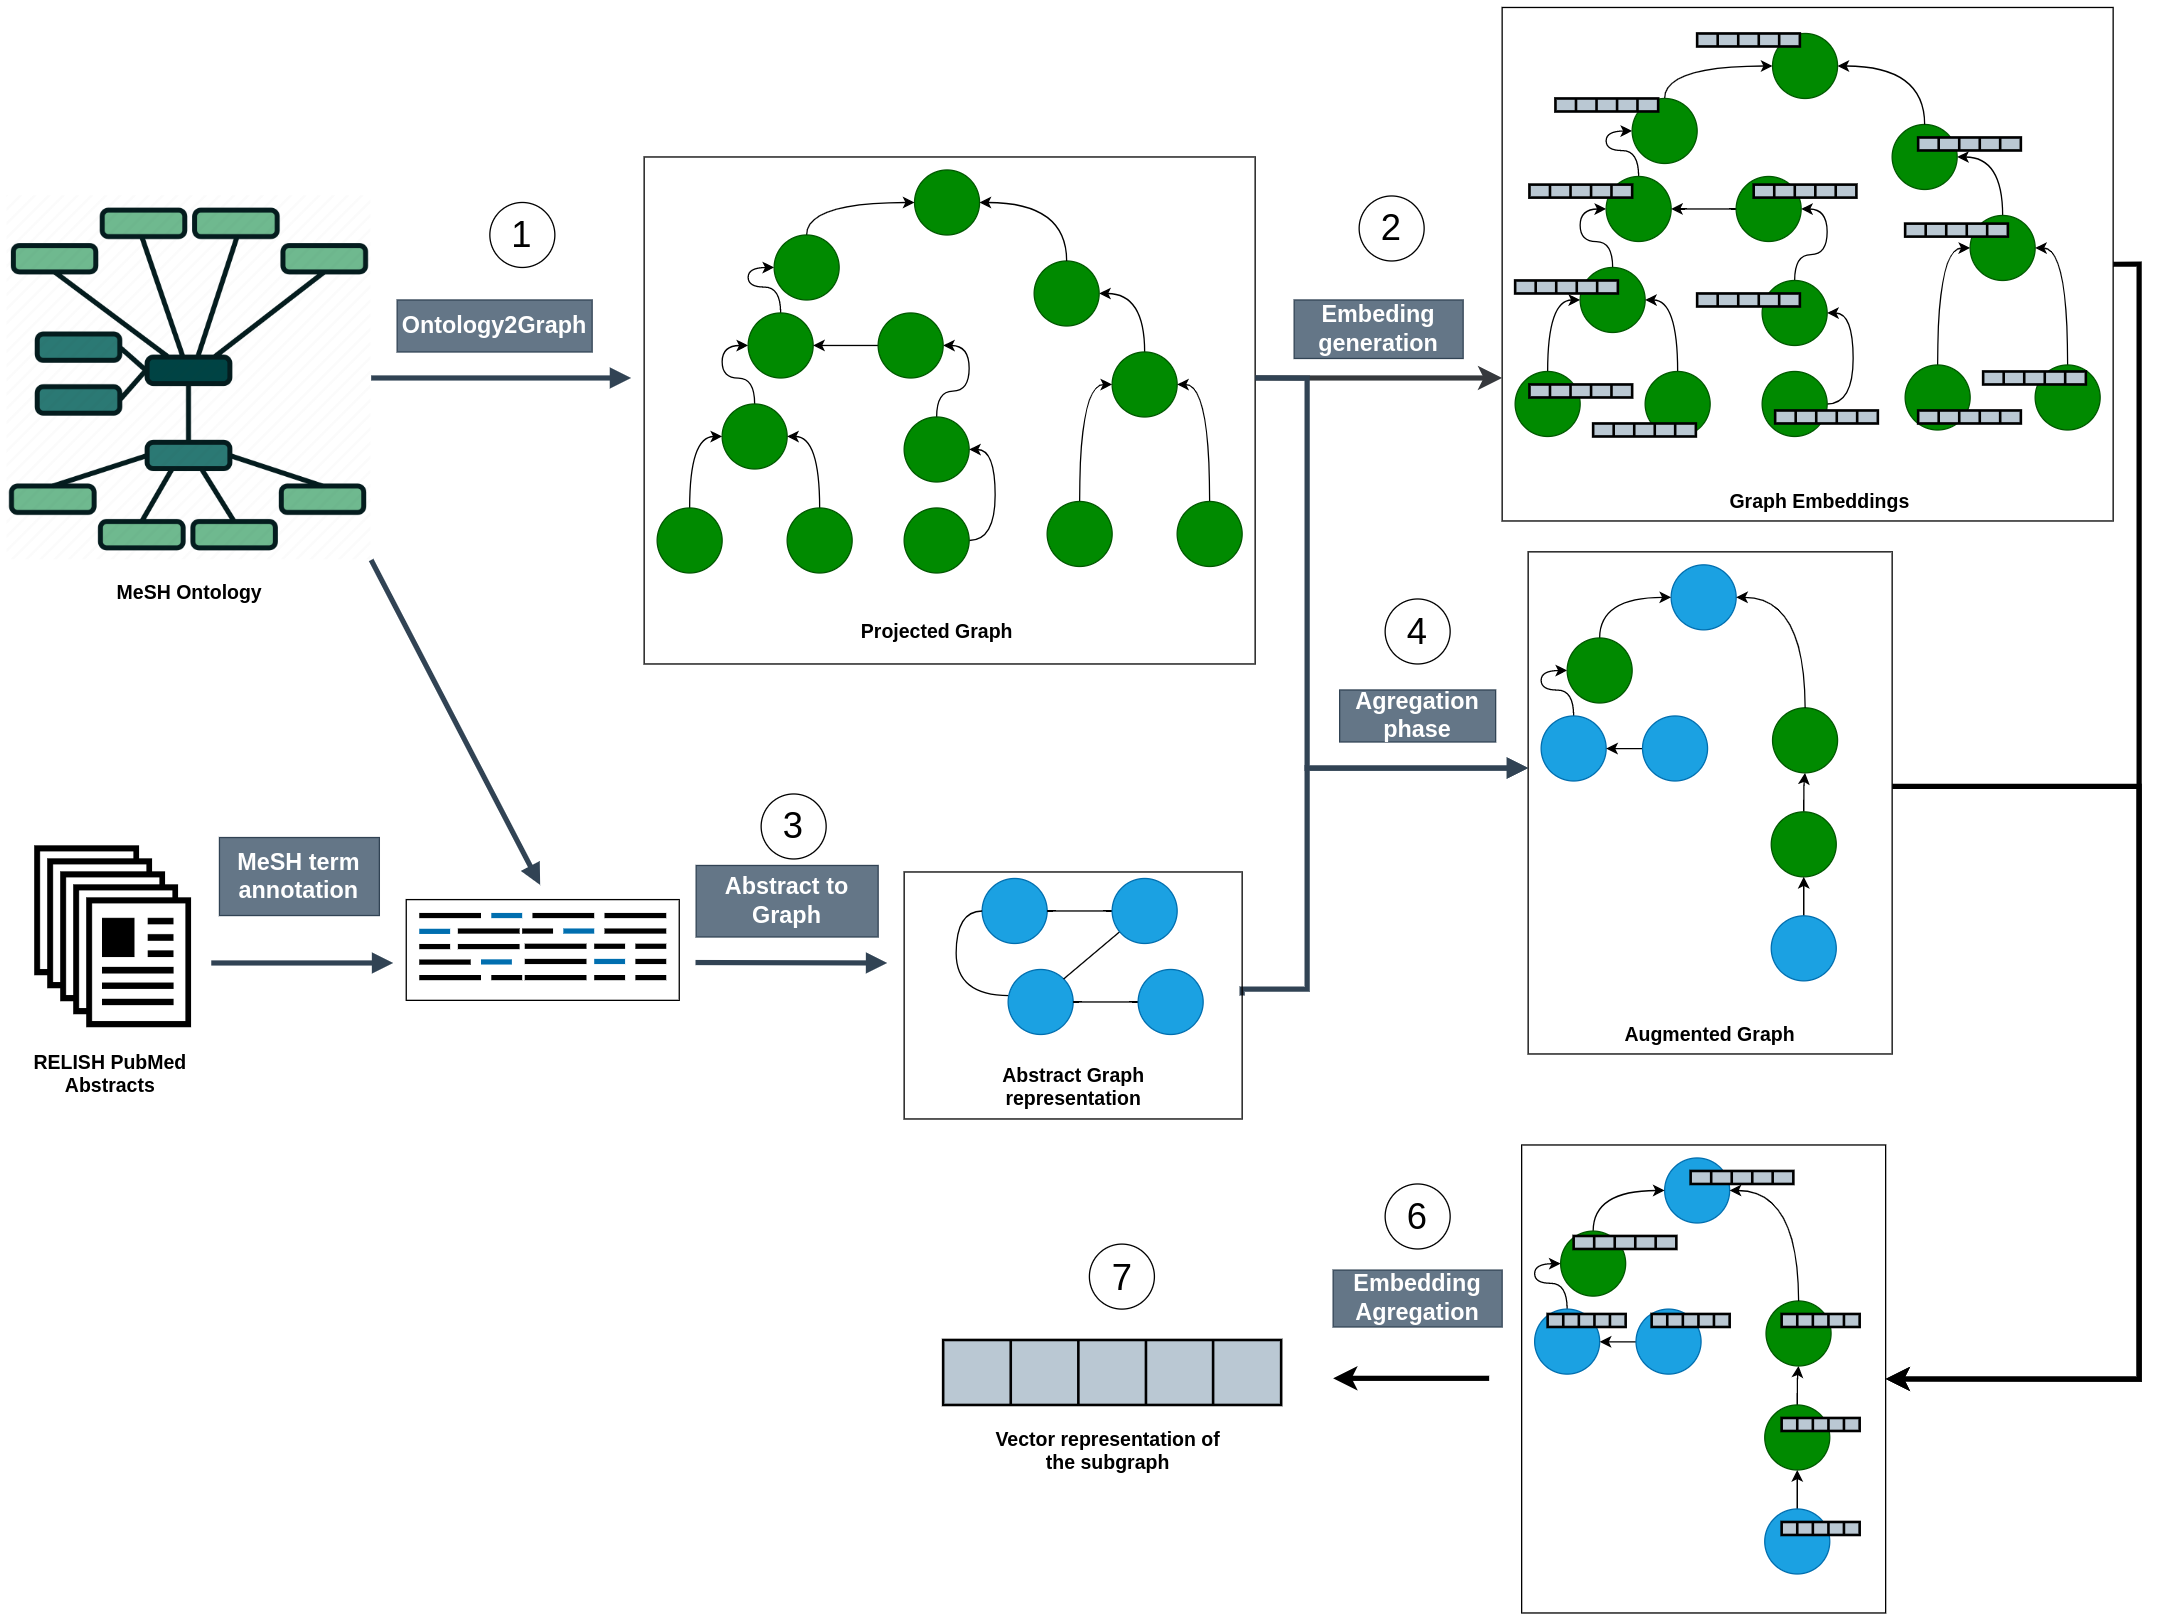 1
Ontology2Graph
MeSH Ontology
Projected Graph
2
Embeding
generation
Graph Embeddings
RELISH PubMed
Abstracts
MeSH term
annotation
3
Abstract to
Graph
Abstract Graph
representation
4
Agregation
phase
Augmented Graph
6
Embedding
Agregation
7
Vector representation of
the subgraph